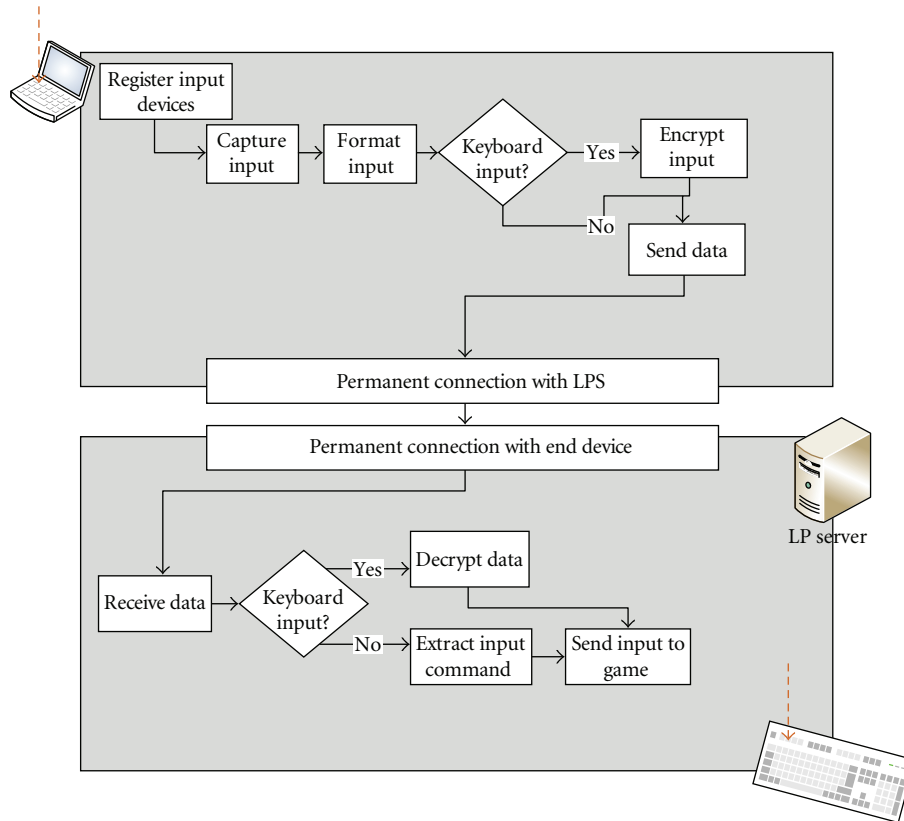 Register input
devices
Capture
input
Format
input
Keyboard
input?
Yes
Encrypt
input
No
Send data
Permanent connection with LPS
Permanent connection with end device
LP server
Receive data
Keyboard
input?
Yes
Decrypt data
No
Extract input
command
Send input to
game